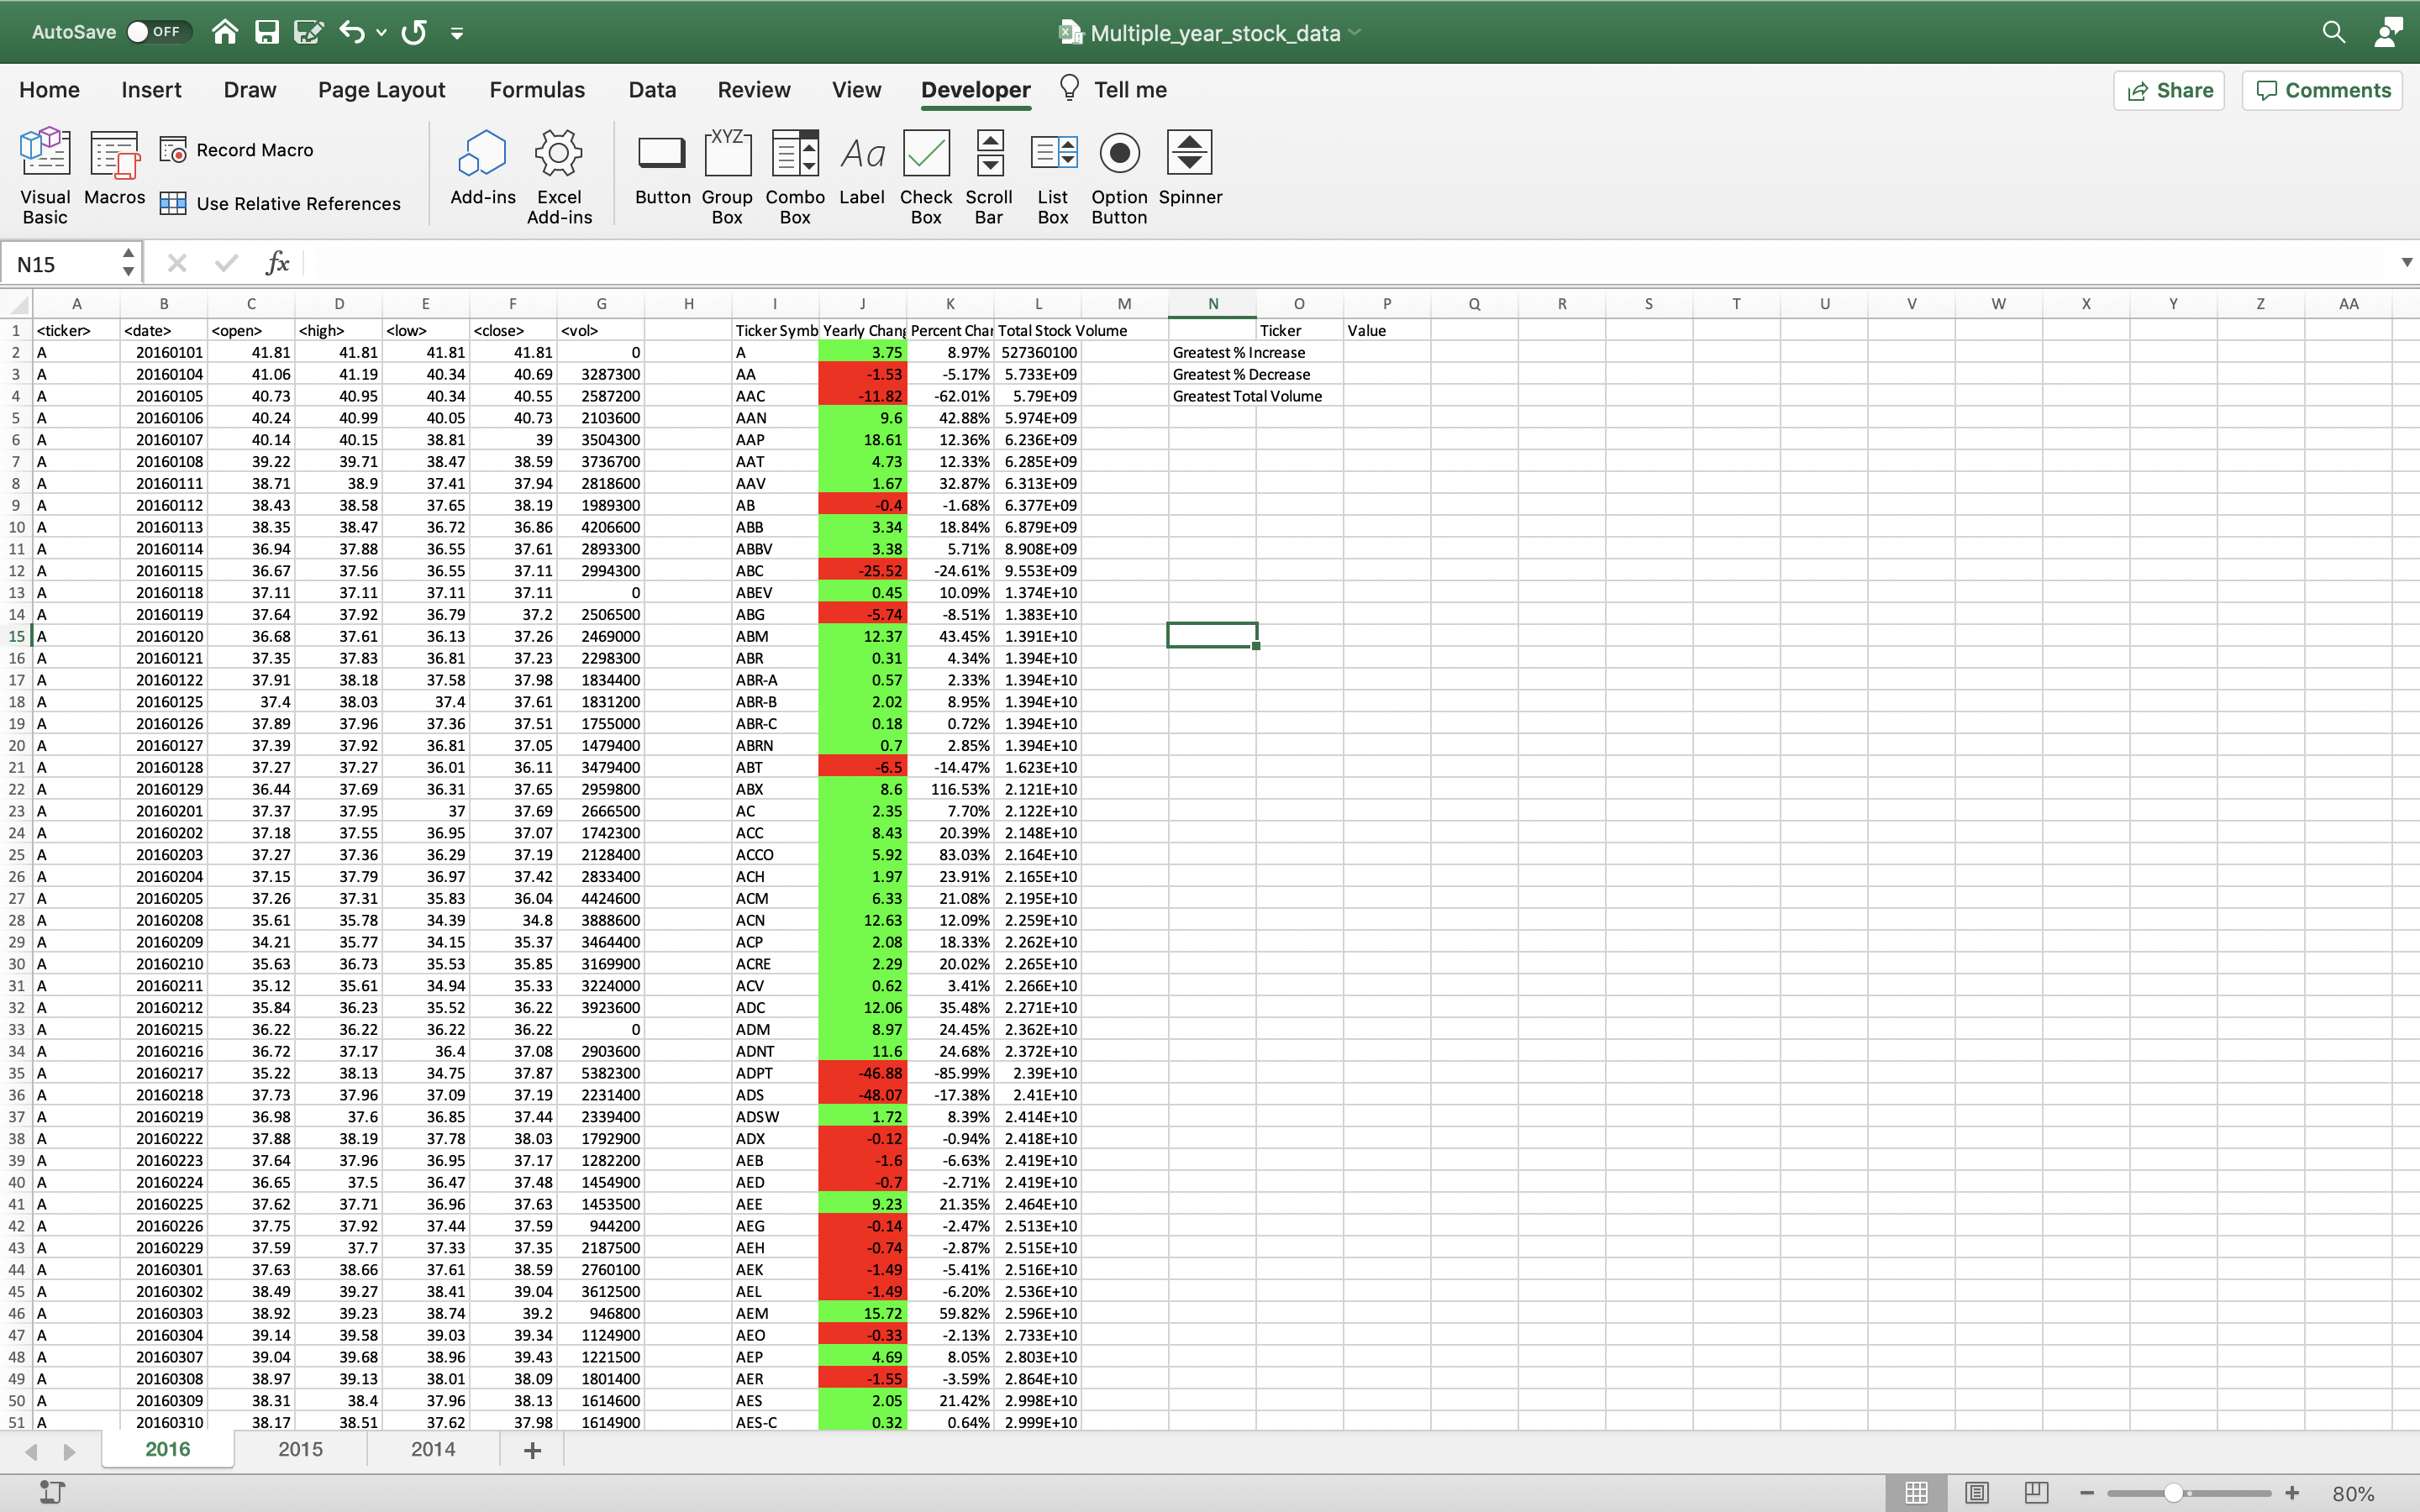 AutoSave OFF Multiple_year_stock_data
Home Insert Draw Page Layout Formulas Data Review View Developer Tell me Share Comments
Visual Basic Macros Record Macro Use Relative References Add-ins Excel Add-ins Button Group Box Combo Box Label Check Box Scroll Bar List Box Option Button Spinner
XYZ Aa
N15 fx
A B C D E F G H I J K L M N O P Q R S T U V W X Y Z AA
1 <ticker> <date> <open> <high> <low> <close> <vol> Ticker Symb Yearly Chang Percent Char Total Stock Volume Ticker Value
2 A 20160101 41.81 41.81 41.81 41.81 0 A 3.75 8.97% 527360100 Greatest % Increase
3 A 20160104 41.06 41.19 40.34 40.69 3287300 AA -1.53 -5.17% 5.733E+09 Greatest % Decrease
4 A 20160105 40.73 40.95 40.34 40.55 2587200 AAC -11.82 -62.01% 5.79E+09 Greatest Total Volume
5 A 20160106 40.24 40.99 40.05 40.73 2103600 AAN 9.6 42.88% 5.974E+09
6 A 20160107 40.14 40.15 38.81 39 3504300 AAP 18.61 12.36% 6.236E+09
7 A 20160108 39.22 39.71 38.47 38.59 3736700 AAT 4.73 12.33% 6.285E+09
8 A 20160111 38.71 38.9 37.41 37.94 2818600 AAV 1.67 32.87% 6.313E+09
9 A 20160112 38.43 38.58 37.65 38.19 1989300 AB -0.4 -1.68% 6.377E+09
10 A 20160113 38.35 38.47 36.72 36.86 4206600 ABB 3.34 18.84% 6.879E+09
11 A 20160114 36.94 37.88 36.55 37.61 2893300 ABBV 3.38 5.71% 8.908E+09
12 A 20160115 36.67 37.56 36.55 37.11 2994300 ABC -25.52 -24.61% 9.553E+09
13 A 20160118 37.11 37.11 37.11 37.11 0 ABEV 0.45 10.09% 1.374E+10
14 A 20160119 37.64 37.92 36.79 37.2 2506500 ABG -5.74 -8.51% 1.383E+10
15 A 20160120 36.68 37.61 36.13 37.26 2469000 ABM 12.37 43.45% 1.391E+10
16 A 20160121 37.35 37.83 36.81 37.23 2298300 ABR 0.31 4.34% 1.394E+10
17 A 20160122 37.91 38.18 37.58 37.98 1834400 ABR-A 0.57 2.33% 1.394E+10
18 A 20160125 37.4 38.03 37.4 37.61 1831200 ABR-B 2.02 8.95% 1.394E+10
19 A 20160126 37.89 37.96 37.36 37.51 1755000 ABR-C 0.18 0.72% 1.394E+10
20 A 20160127 37.39 37.92 36.81 37.05 1479400 ABRN 0.7 2.85% 1.394E+10
21 A 20160128 37.27 37.27 36.01 36.11 3479400 ABT -6.5 -14.47% 1.623E+10
22 A 20160129 36.44 37.69 36.31 37.65 2959800 ABX 8.6 116.53% 2.121E+10
23 A 20160201 37.37 37.95 37 37.69 2666500 AC 2.35 7.70% 2.122E+10
24 A 20160202 37.18 37.55 36.95 37.07 1742300 ACC 8.43 20.39% 2.148E+10
25 A 20160203 37.27 37.36 36.29 37.19 2128400 ACCO 5.92 83.03% 2.164E+10
26 A 20160204 37.15 37.79 36.97 37.42 2833400 ACH 1.97 23.91% 2.165E+10
27 A 20160205 37.26 37.31 35.83 36.04 4424600 ACM 6.33 21.08% 2.195E+10
28 A 20160208 35.61 35.78 34.39 34.8 3888600 ACN 12.63 12.09% 2.259E+10
29 A 20160209 34.21 35.77 34.15 35.37 3464400 ACP 2.08 18.33% 2.262E+10
30 A 20160210 35.63 36.73 35.53 35.85 3169900 ACRE 2.29 20.02% 2.265E+10
31 A 20160211 35.12 35.61 34.94 35.33 3224000 ACV 0.62 3.41% 2.266E+10
32 A 20160212 35.84 36.23 35.52 36.22 3923600 ADC 12.06 35.48% 2.271E+10
33 A 20160215 36.22 36.22 36.22 36.22 0 ADM 8.97 24.45% 2.362E+10
34 A 20160216 36.72 37.17 36.4 37.08 2903600 ADNT 11.6 24.68% 2.372E+10
35 A 20160217 35.22 38.13 34.75 37.87 5382300 ADPT -46.88 -85.99% 2.39E+10
36 A 20160218 37.73 37.96 37.09 37.19 2231400 ADS -48.07 -17.38% 2.41E+10
37 A 20160219 36.98 37.6 36.85 37.44 2339400 ADSW 1.72 8.39% 2.414E+10
38 A 20160222 37.88 38.19 37.78 38.03 1792900 ADX -0.12 -0.94% 2.418E+10
39 A 20160223 37.64 37.96 36.95 37.17 1282200 AEB -1.6 -6.63% 2.419E+10
40 A 20160224 36.65 37.5 36.47 37.48 1454900 AED -0.7 -2.71% 2.419E+10
41 A 20160225 37.62 37.71 36.96 37.63 1453500 AEE 9.23 21.35% 2.464E+10
42 A 20160226 37.75 37.92 37.44 37.59 944200 AEG -0.14 -2.47% 2.513E+10
43 A 20160229 37.59 37.7 37.33 37.35 2187500 AEH -0.74 -2.87% 2.515E+10
44 A 20160301 37.63 38.66 37.61 38.59 2760100 AEK -1.49 -5.41% 2.516E+10
45 A 20160302 38.49 39.27 38.41 39.04 3612500 AEL -1.49 -6.20% 2.536E+10
46 A 20160303 38.92 39.23 38.74 39.2 946800 AEM 15.72 59.82% 2.596E+10
47 A 20160304 39.14 39.58 39.03 39.34 1124900 AEO -0.33 -2.13% 2.733E+10
48 A 20160307 39.04 39.68 38.96 39.43 1221500 AEP 4.69 8.05% 2.803E+10
49 A 20160308 38.97 39.13 38.01 38.09 1801400 AER -1.55 -3.59% 2.864E+10
50 A 20160309 38.31 38.4 37.96 38.13 1614600 AES 2.05 21.42% 2.998E+10
51 A 20160310 38.17 38.51 37.62 37.98 1614900 AES-C 0.32 0.64% 2.999E+10
2016 2015 2014 +
80%